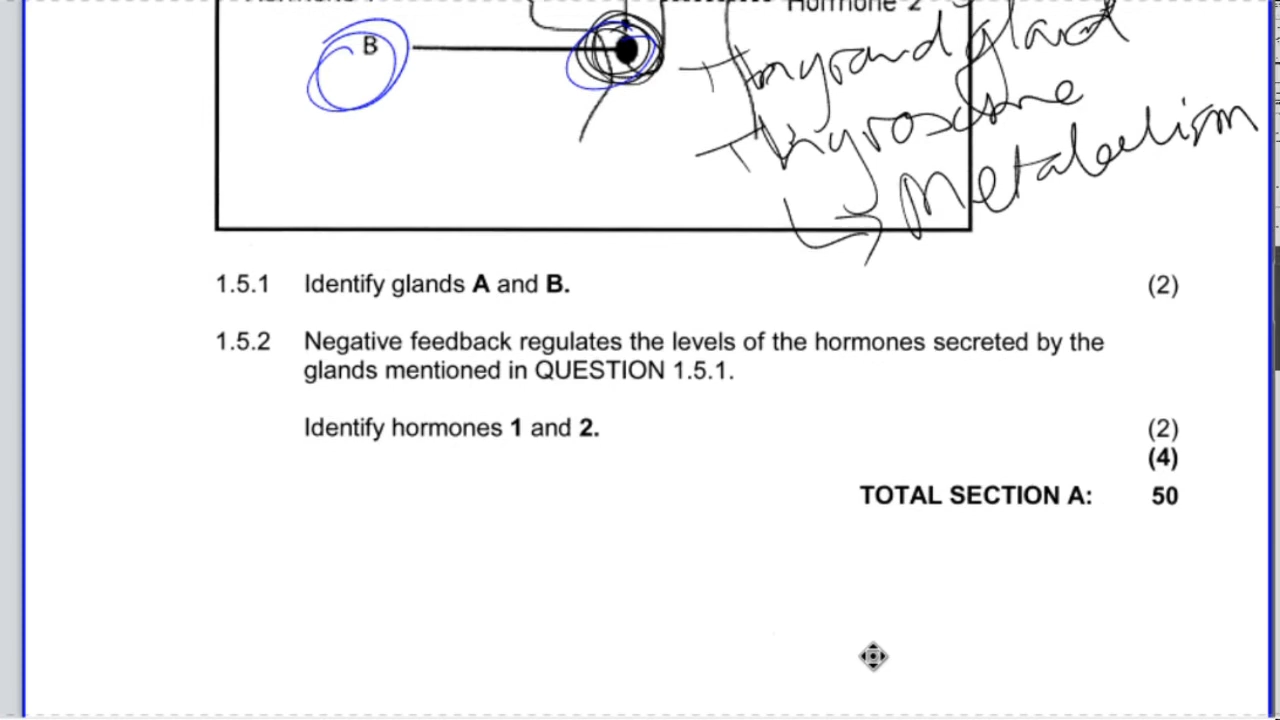 Hormone 2
B
Thyroid gland
Thyroxine
Metabolism
1.5.1 Identify glands A and B. (2)
1.5.2 Negative feedback regulates the levels of the hormones secreted by the
glands mentioned in QUESTION 1.5.1.
Identify hormones 1 and 2. (2)
(4)
TOTAL SECTION A: 50